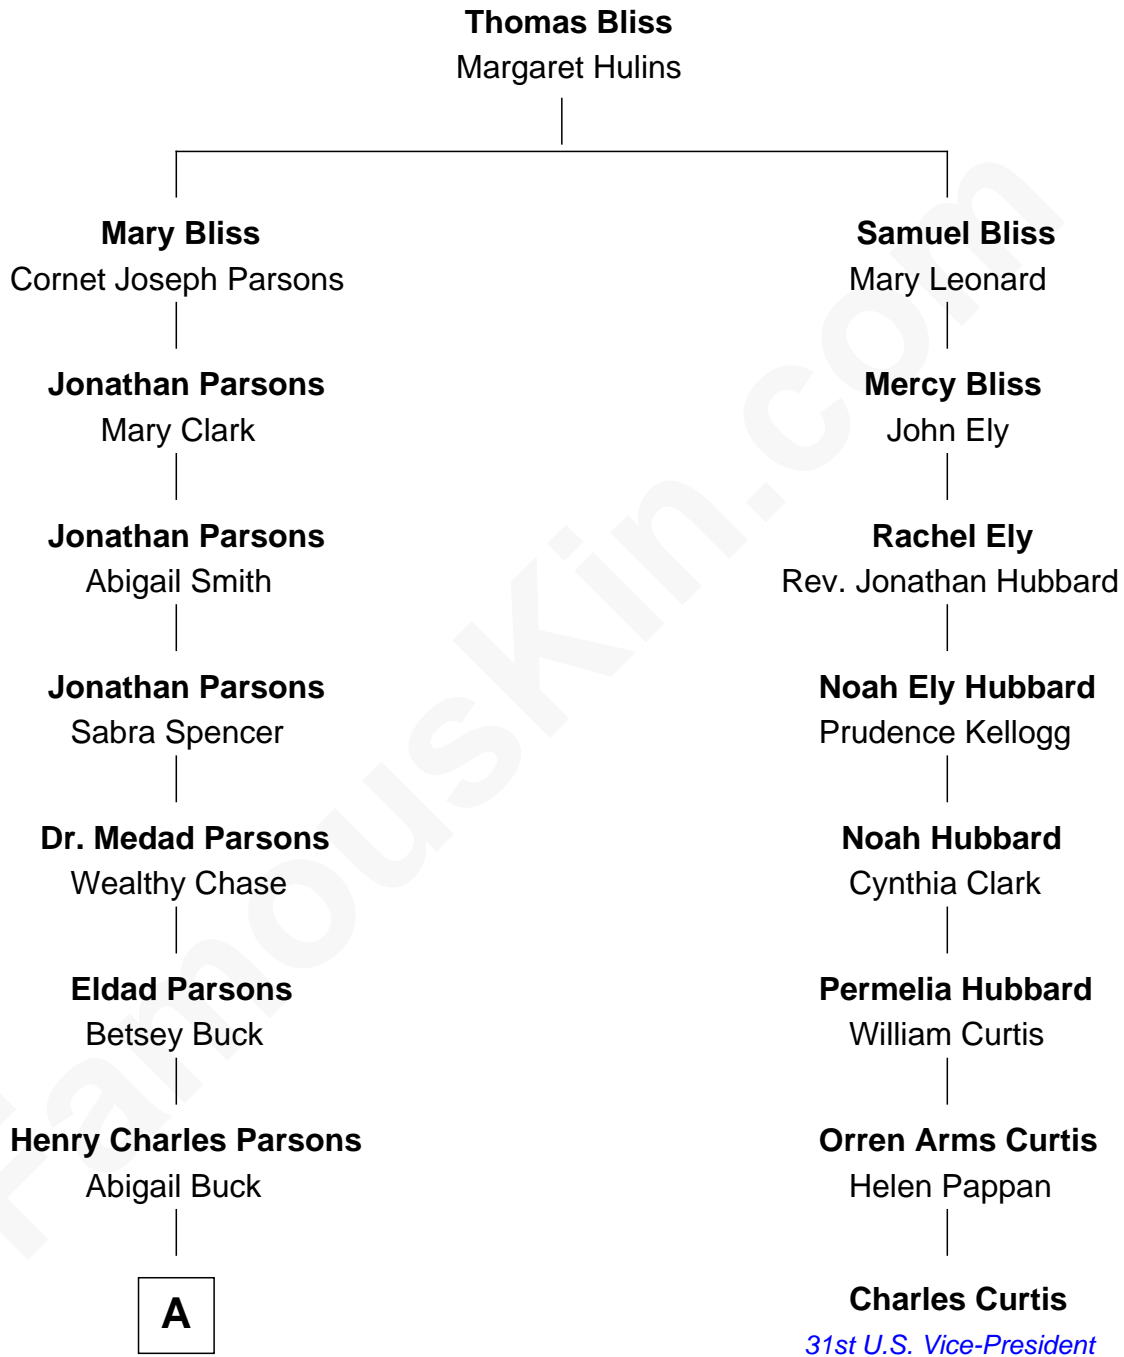 Thomas Bliss
Margaret Hulins
Mary Bliss
Cornet Joseph Parsons
Samuel Bliss
Mary Leonard
Jonathan Parsons
Mary Clark
Mercy Bliss
John Ely
Jonathan Parsons
Abigail Smith
Rachel Ely
Rev. Jonathan Hubbard
Jonathan Parsons
Sabra Spencer
Noah Ely Hubbard
Prudence Kellogg
Dr. Medad Parsons
Wealthy Chase
Noah Hubbard
Cynthia Clark
Eldad Parsons
Betsey Buck
Permelia Hubbard
William Curtis
Henry Charles Parsons
Abigail Buck
Orren Arms Curtis
Helen Pappan
A
Charles Curtis
31st U.S. Vice-President
FamousKin.com